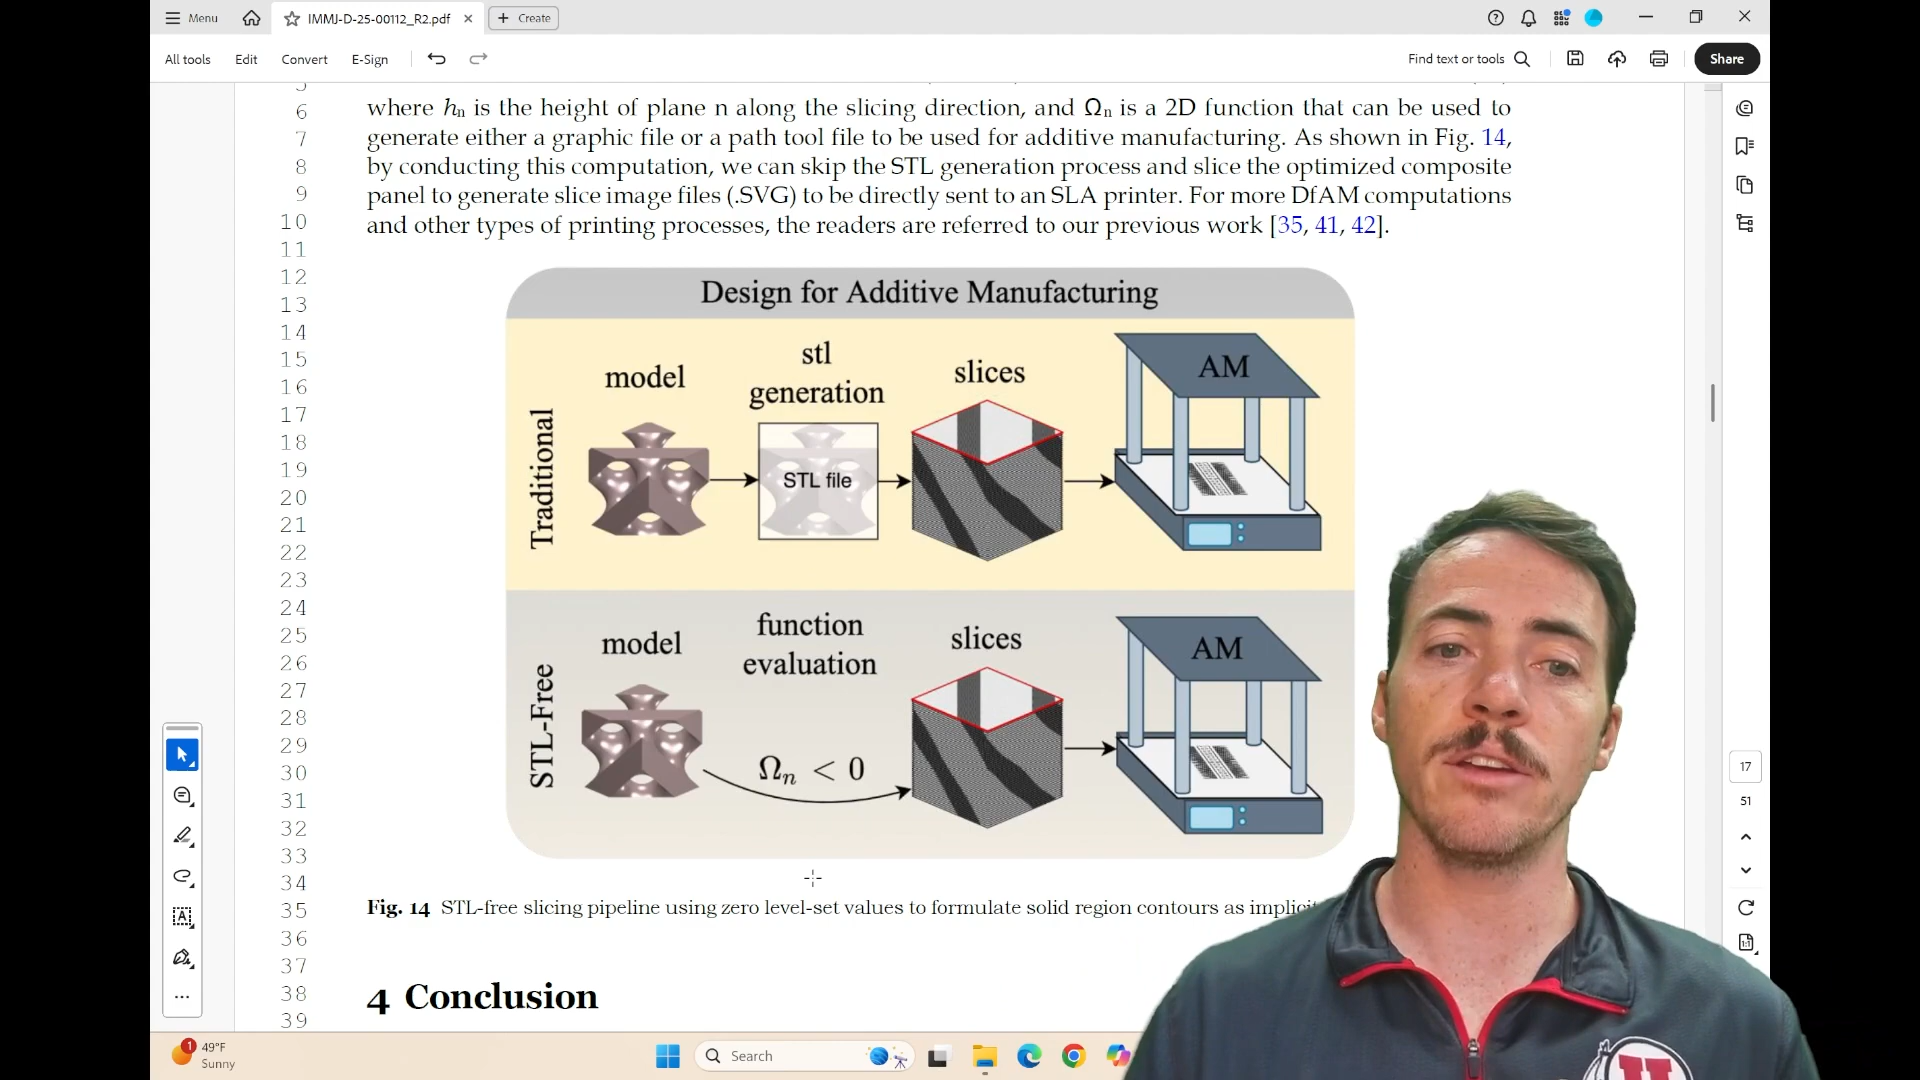 Menu
IMMJ-D-25-00112_R2.pdf
Create
All tools
Edit
Convert
E-Sign
Find text or tools
Share
6 where hn is the height of plane n along the slicing direction, and Ωn is a 2D function that can be used to
7 generate either a graphic file or a path tool file to be used for additive manufacturing. As shown in Fig. 14,
8 by conducting this computation, we can skip the STL generation process and slice the optimized composite
9 panel to generate slice image files (.SVG) to be directly sent to an SLA printer. For more DfAM computations
10 and other types of printing processes, the readers are referred to our previous work [35, 41, 42].
11
12
13
14
15
16
17
18
19
20
21
22
23
24
25
26
27
28
29
30
31
32
33
34
35
36
37
38
39
Design for Additive Manufacturing
Traditional
model
stl
generation
STL file
slices
AM
STL-Free
model
function
evaluation
Ωn < 0
slices
AM
Fig. 14 STL-free slicing pipeline using zero level-set values to formulate solid region contours as
4 Conclusion
17
51
1:1
1
49°F
Sunny
Search
U